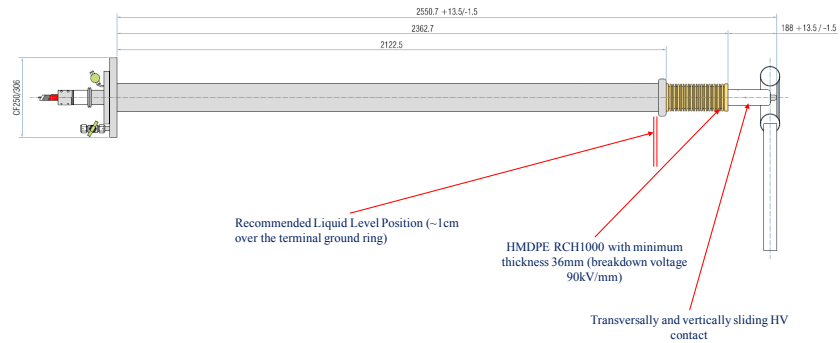 2550.7 +13.5/-1.5
2362.7
188 +13.5 / -1.5
2122.5
CF250/306
Recommended Liquid Level Position (~1cm
over the terminal ground ring)
HMDPE RCH1000 with minimum
thickness 36mm (breakdown voltage
90kV/mm)
Transversally and vertically sliding HV
contact